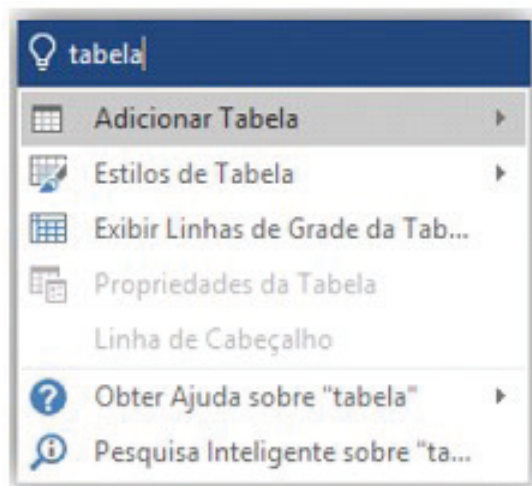 tabela
Adicionar Tabela
Estilos de Tabela
Exibir Linhas de Grade da Tab...
Propriedades da Tabela
Linha de Cabeçalho
Obter Ajuda sobre "tabela"
Pesquisa Inteligente sobre "ta...